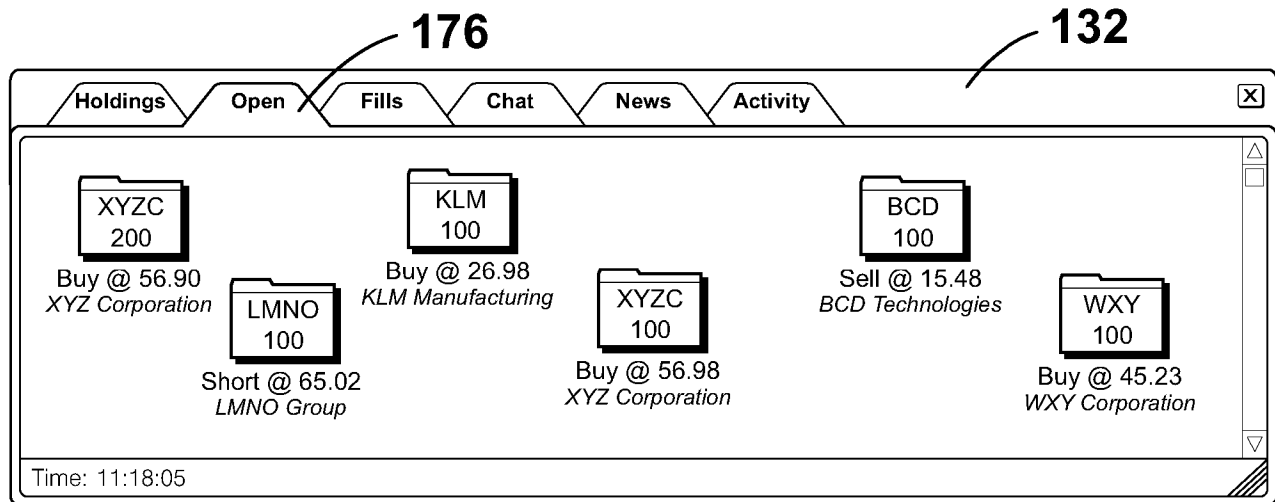 176
132
Holdings
Open
Fills
Chat
News
Activity
X
XYZC
200
Buy @ 56.90
XYZ Corporation
LMNO
100
Short @ 65.02
LMNO Group
KLM
100
Buy @ 26.98
KLM Manufacturing
XYZC
100
Buy @ 56.98
XYZ Corporation
BCD
100
Sell @ 15.48
BCD Technologies
WXY
100
Buy @ 45.23
WXY Corporation
Time: 11:18:05